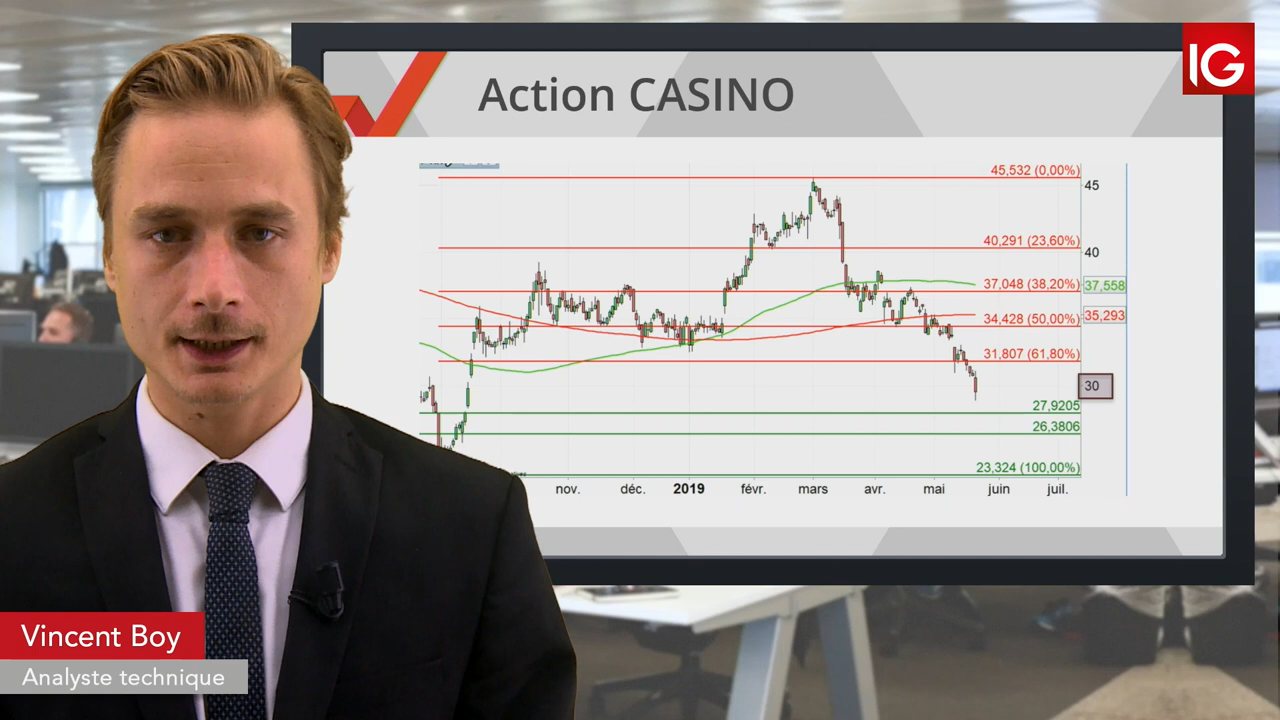 IG
Action CASINO
45,532 (0,00%)
45
40,291 (23,60%)
40
37,048 (38,20%)
37,558
35,293
34,428 (50,00%)
31,807 (61,80%)
30
27,9205
26,3806
23,324 (100,00%)
nov. déc. 2019 févr. mars avr. mai juin juil.
Vincent Boy
Analyste technique